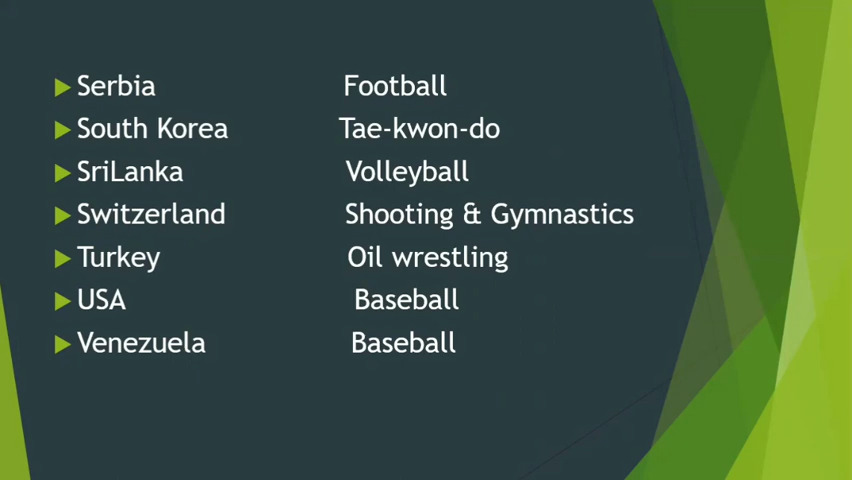 Serbia Football
South Korea Tae-kwon-do
SriLanka Volleyball
Switzerland Shooting & Gymnastics
Turkey Oil wrestling
USA Baseball
Venezuela Baseball